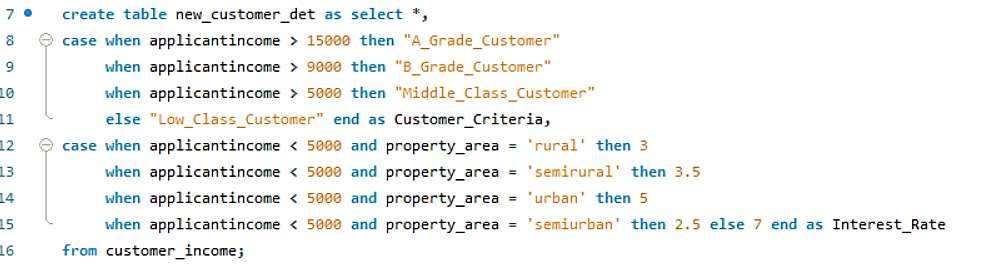 7 create table new_customer_det as select *,
8 case when applicantincome > 15000 then "A_Grade_Customer"
9 when applicantincome > 9000 then "B_Grade_Customer"
10 when applicantincome > 5000 then "Middle_Class_Customer"
11 else "Low_Class_Customer" end as Customer_Criteria,
12 case when applicantincome < 5000 and property_area = 'rural' then 3
13 when applicantincome < 5000 and property_area = 'semirural' then 3.5
14 when applicantincome < 5000 and property_area = 'urban' then 5
15 when applicantincome < 5000 and property_area = 'semiurban' then 2.5 else 7 end as Interest_Rate
16 from customer_income;